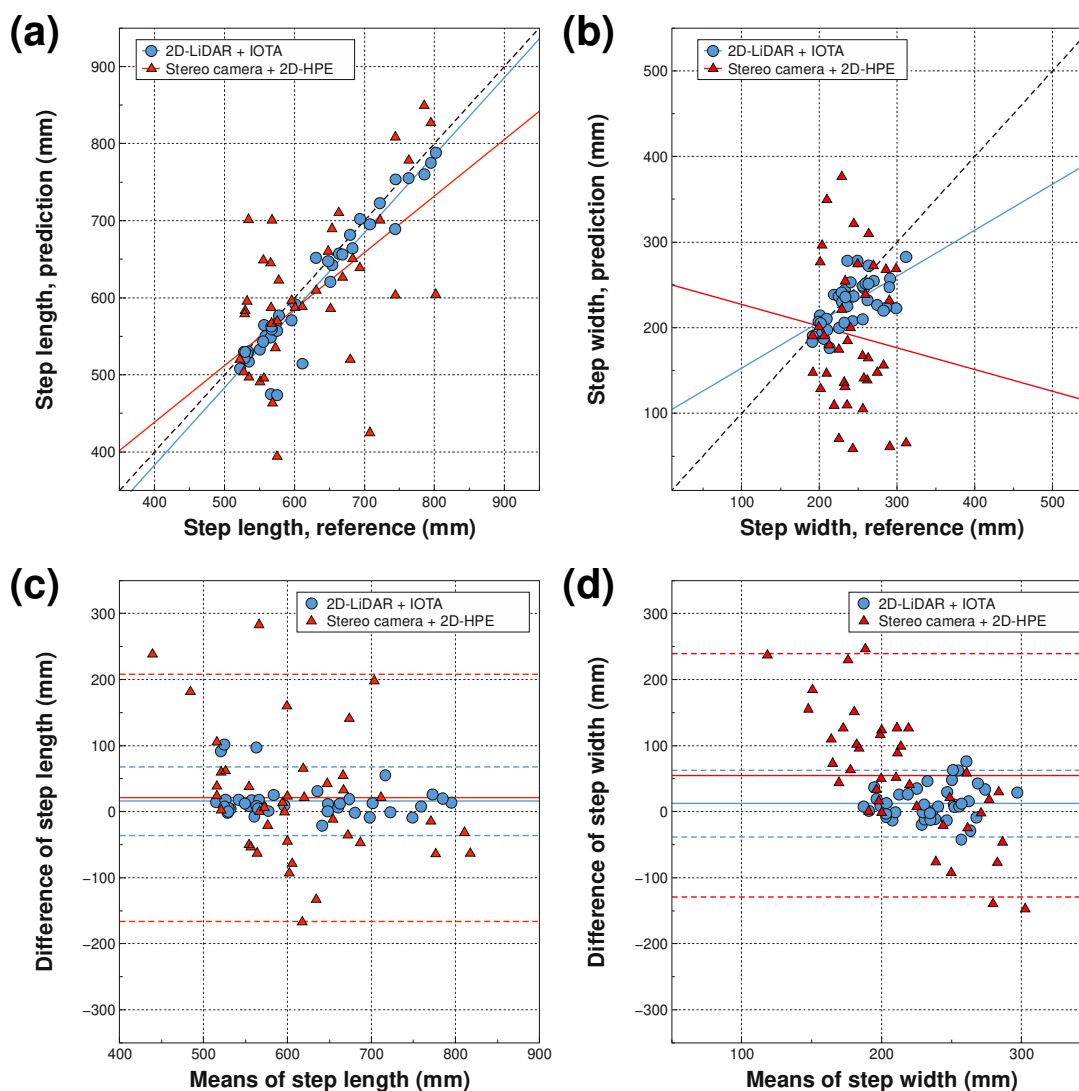 (a)
2D-LiDAR + IOTA
Stereo camera + 2D-HPE
Step length, prediction (mm)
900
800
700
600
500
400
400 500 600 700 800 900
Step length, reference (mm)
(b)
2D-LiDAR + IOTA
Stereo camera + 2D-HPE
Step width, prediction (mm)
500
400
300
200
100
100 200 300 400 500
Step width, reference (mm)
(c)
2D-LiDAR + IOTA
Stereo camera + 2D-HPE
Difference of step length (mm)
300
200
100
0
−100
−200
−300
400 500 600 700 800 900
Means of step length (mm)
(d)
2D-LiDAR + IOTA
Stereo camera + 2D-HPE
Difference of step width (mm)
300
200
100
0
−100
−200
−300
100 200 300
Means of step width (mm)